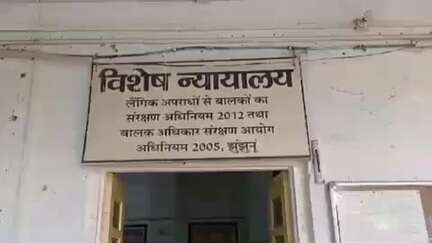 विशेष न्यायालय
लैंगिक अपराधों से बालकों का
संरक्षण अधिनियम 2012 तथा
बालक अधिकार संरक्षण आयोग
अधिनियम 2005, झुंझुनूं